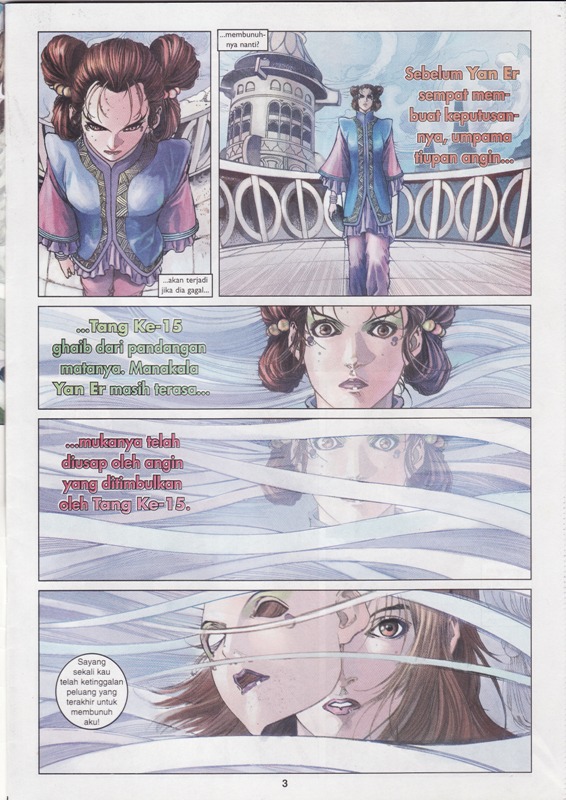 ...membunuh-
nya nanti?
...akan terjadi
jika dia gagal...
Sebelum Yan Er
sempat mem-
buat keputusan-
nya, umpama
tiupan angin...
...Tang Ke-15
ghaib dari pandangan
matanya. Manakala
Yan Er masih terasa...
...mukanya telah
diusap oleh angin
yang ditimbulkan
oleh Tang Ke-15.
Sayang
sekali kau
telah ketinggalan
peluang yang
terakhir untuk
membunuh
aku!
3